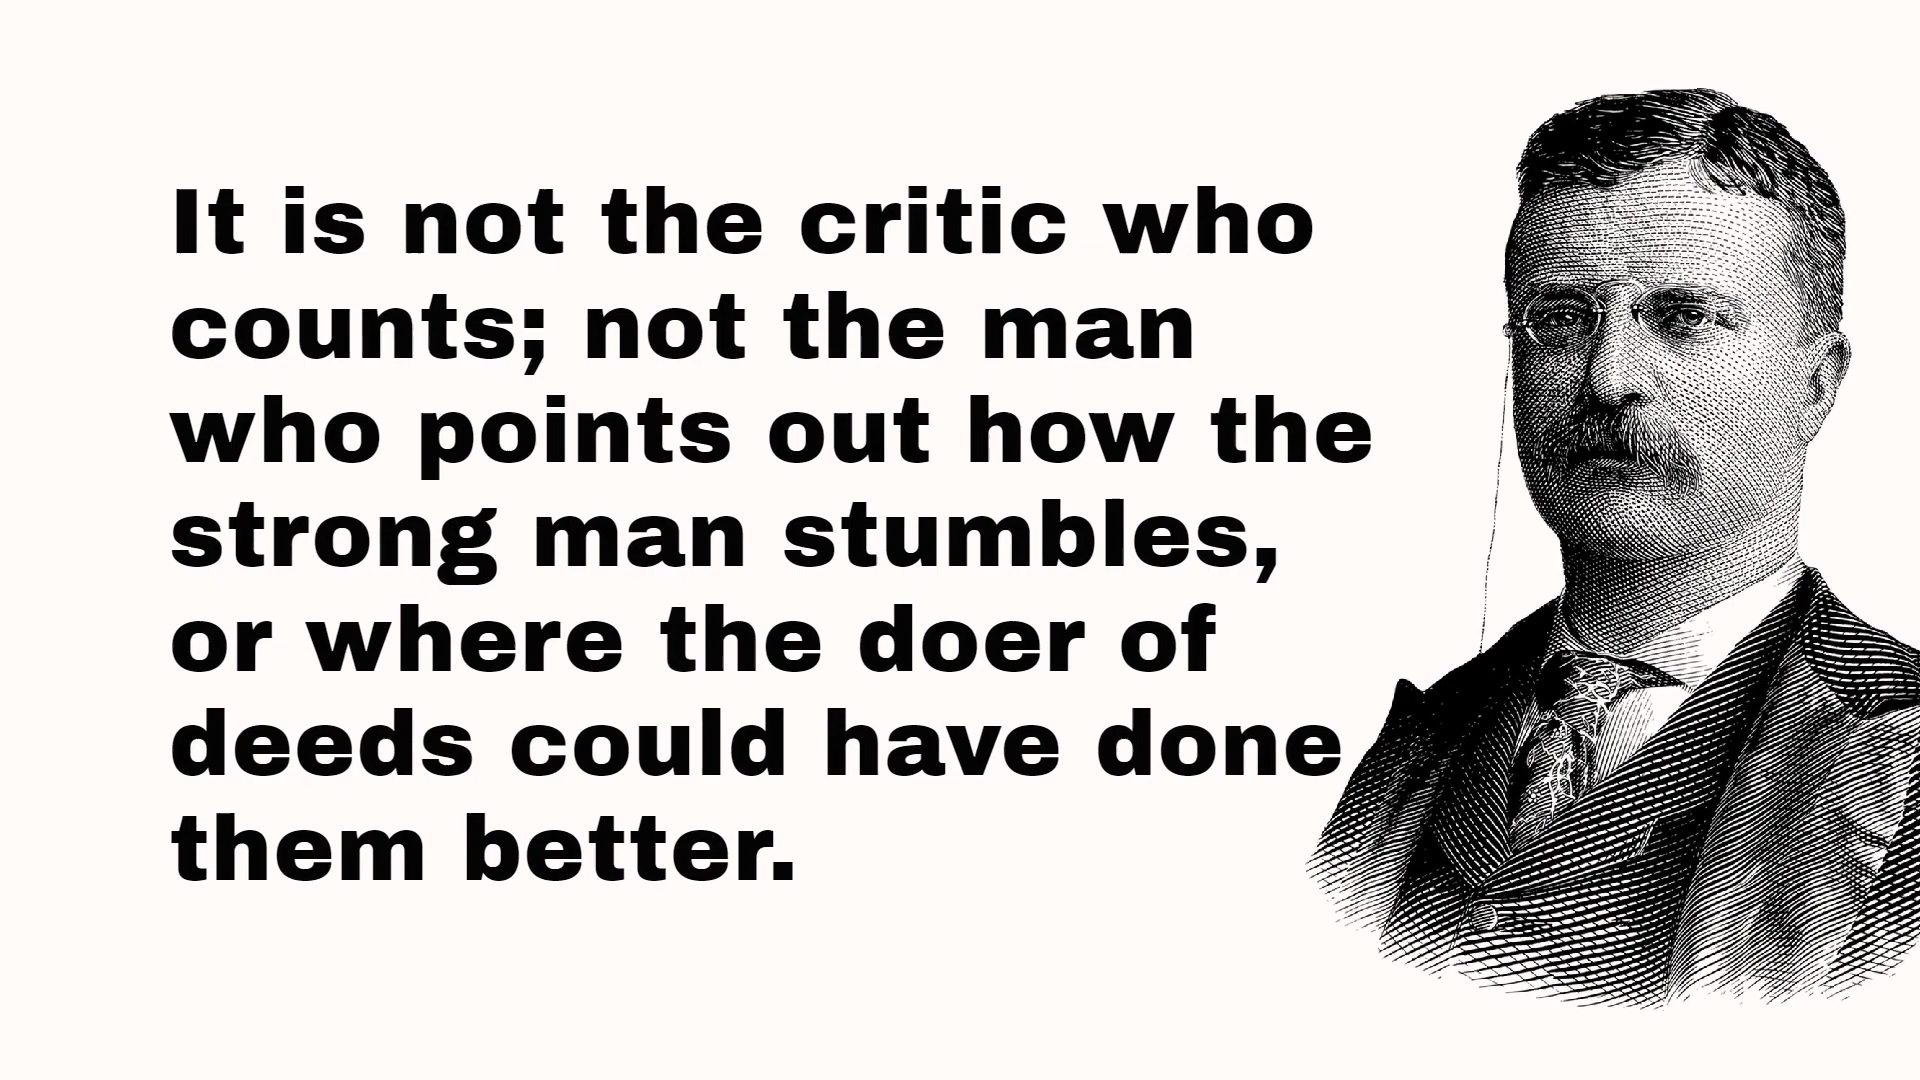 It is not the critic who
counts; not the man
who points out how the
strong man stumbles,
or where the doer of
deeds could have done
them better.